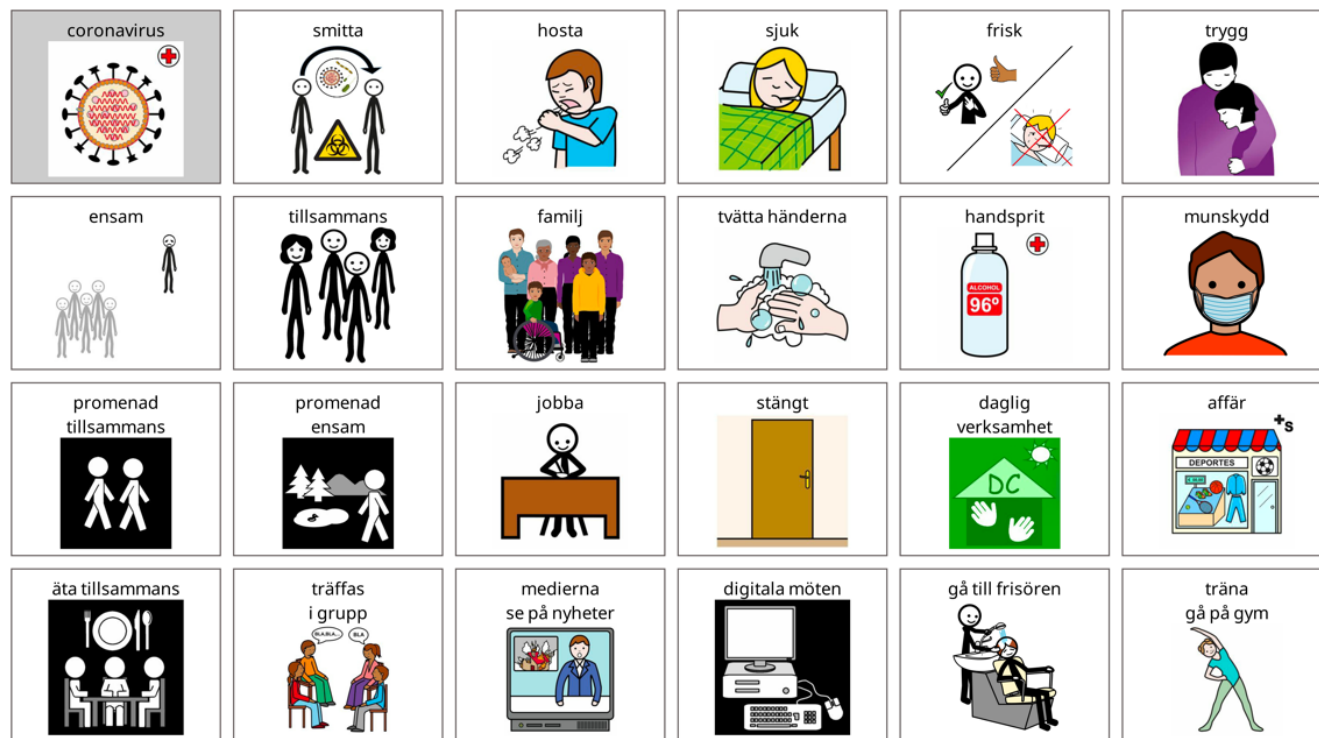 coronavirus
smitta
hosta
sjuk
frisk
trygg
ensam
tillsammans
familj
tvätta händerna
handsprit
ALCOHOL
96º
munskydd
promenad
tillsammans
promenad
ensam
jobba
stängt
daglig
verksamhet
DC
affär
+s
DEPORTES
äta tillsammans
träffas
i grupp
BLA,BLA...
BLA
medierna
se på nyheter
digitala möten
gå till frisören
träna
gå på gym